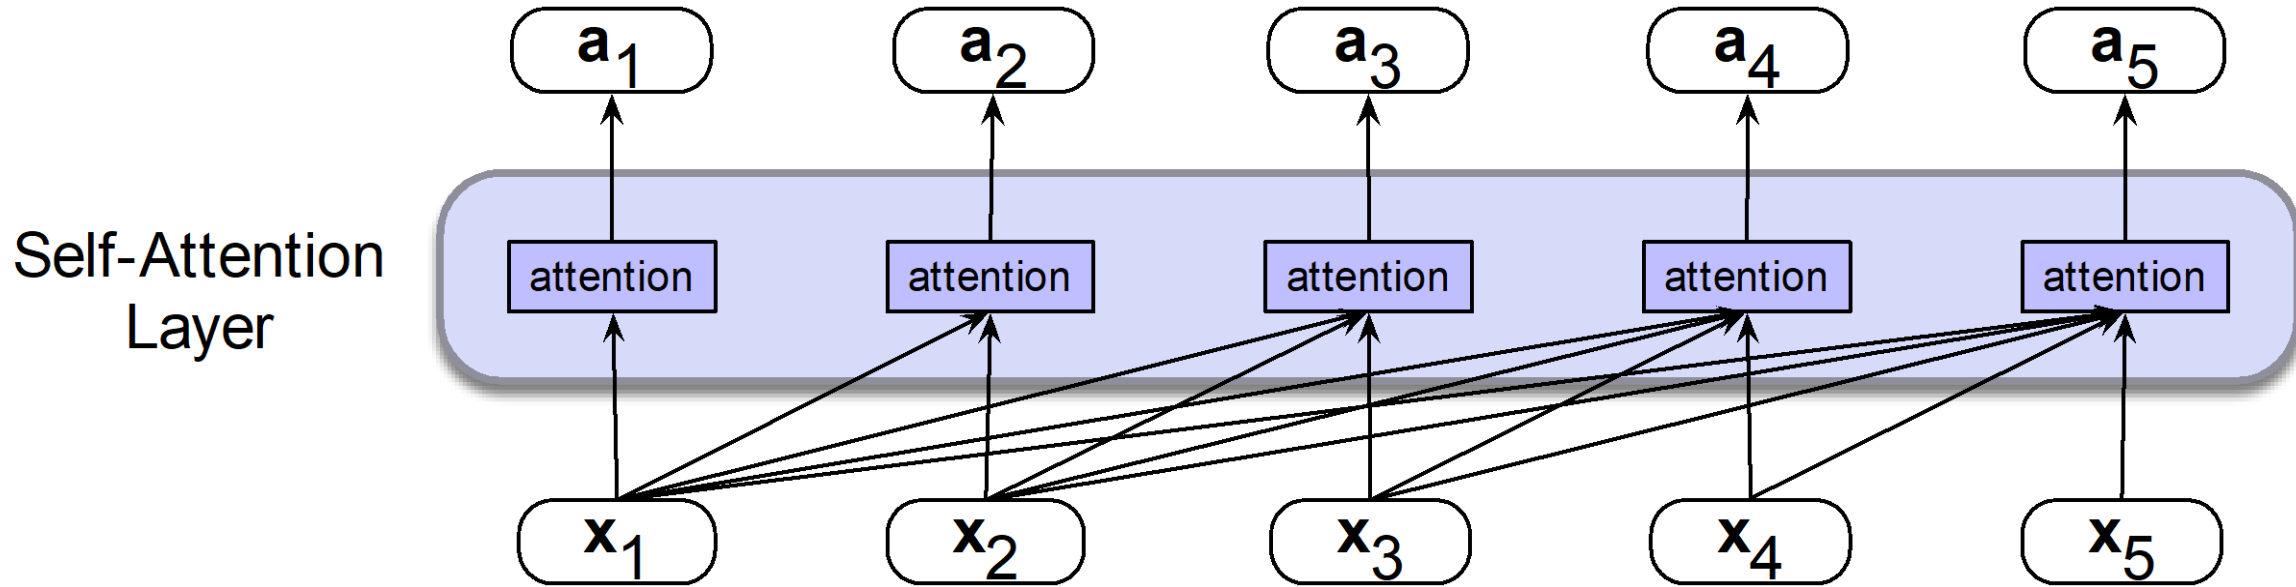 a1 a2 a3 a4 a5
Self-Attention
Layer
attention attention attention attention attention
x1 x2 x3 x4 x5